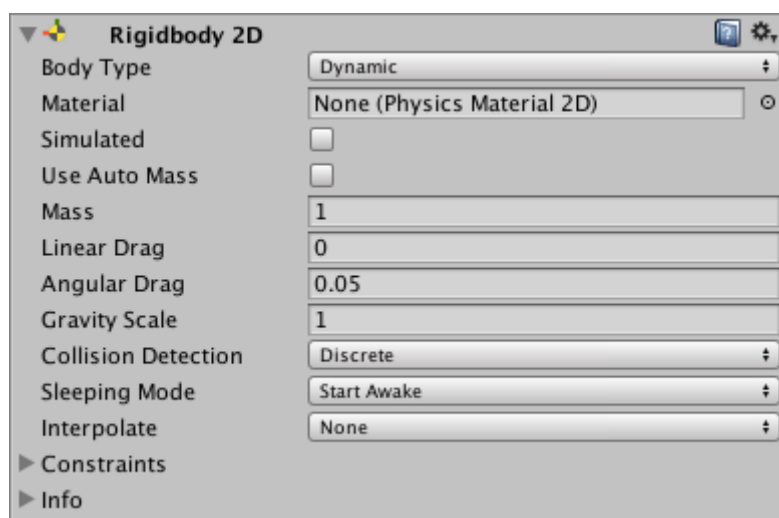 Rigidbody 2D
Body Type Dynamic
Material None (Physics Material 2D)
Simulated
Use Auto Mass
Mass 1
Linear Drag 0
Angular Drag 0.05
Gravity Scale 1
Collision Detection Discrete
Sleeping Mode Start Awake
Interpolate None
Constraints
Info